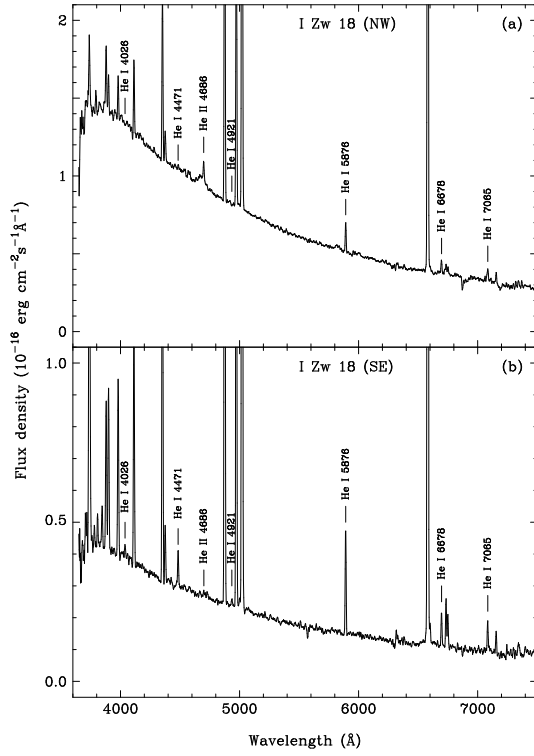 I Zw 18 (NW)
(a)
2
1
0
He I 4026
He I 4471
He II 4686
He I 4921
He I 5876
He I 6678
He I 7065
I Zw 18 (SE)
(b)
1.0
0.5
0.0
He I 4026
He I 4471
He II 4686
He I 4921
He I 5876
He I 6678
He I 7065
Flux density (10⁻¹⁶ erg cm⁻²s⁻¹Å⁻¹)
4000 5000 6000 7000
Wavelength (Å)